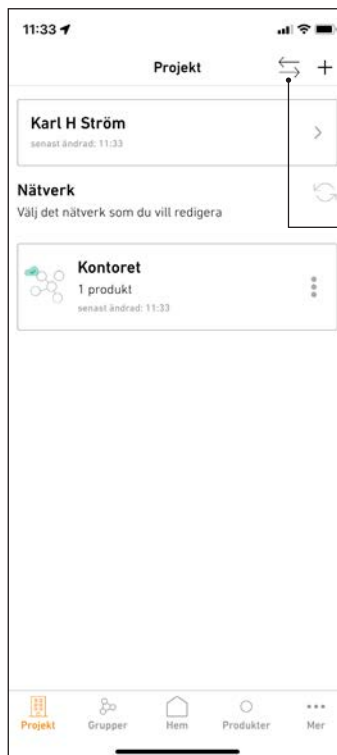 11:33
Projekt
Karl H Ström
senast ändrad: 11:33
Nätverk
Välj det nätverk som du vill redigera
Kontoret
1 produkt
senast ändrad: 11:33
Projekt
Grupper
Hem
Produkter
Mer